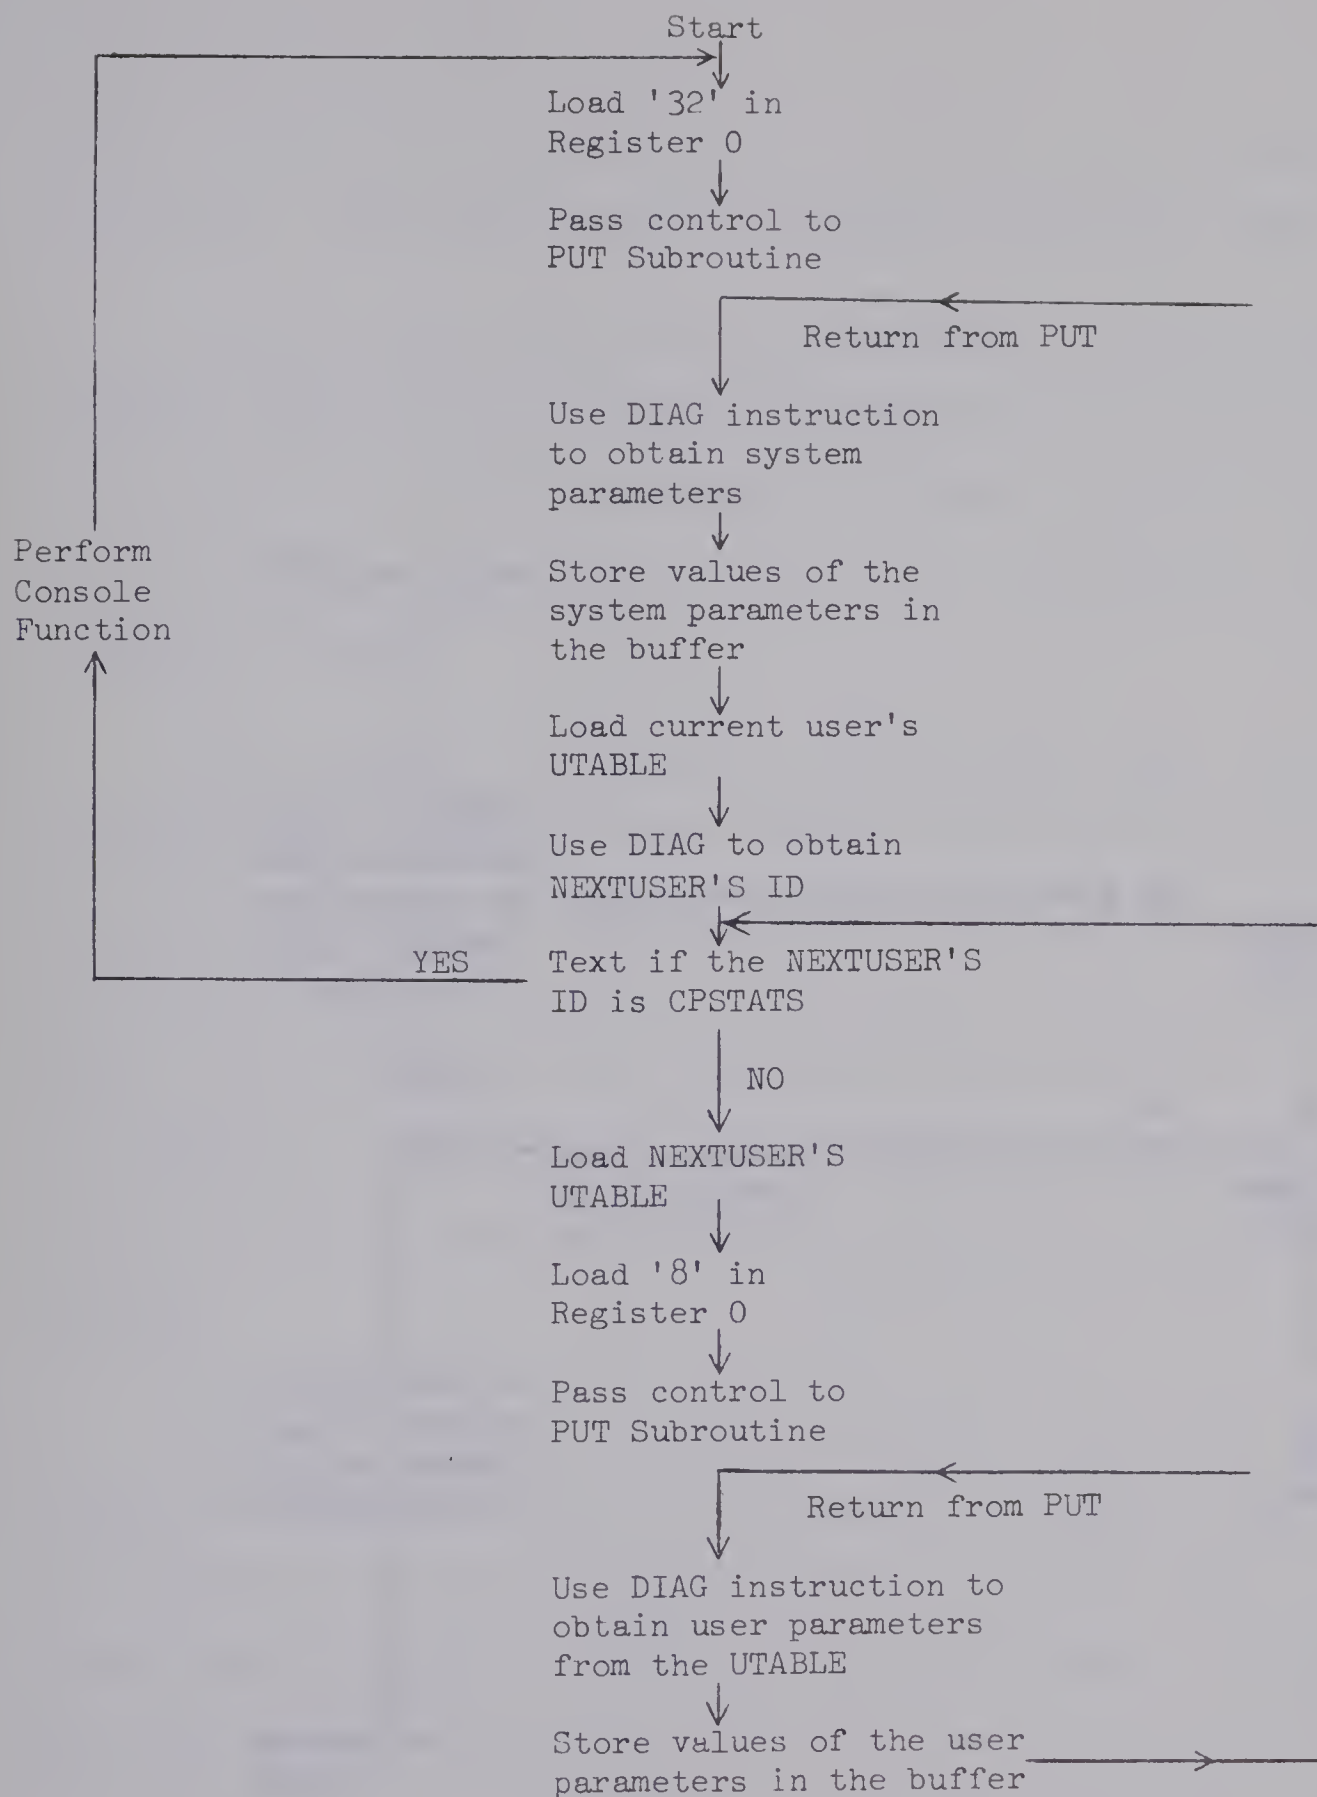 Start
Load '32' in
Register 0
Pass control to
PUT Subroutine
Return from PUT
Use DIAG instruction
to obtain system
parameters
Perform
Console
Function
Store values of the
system parameters in
the buffer
Load current user's
UTABLE
Use DIAG to obtain
NEXTUSER'S ID
YES
Text if the NEXTUSER'S
ID is CPSTATS
NO
Load NEXTUSER'S
UTABLE
Load '8' in
Register 0
Pass control to
PUT Subroutine
Return from PUT
Use DIAG instruction to
obtain user parameters
from the UTABLE
Store values of the user
parameters in the buffer